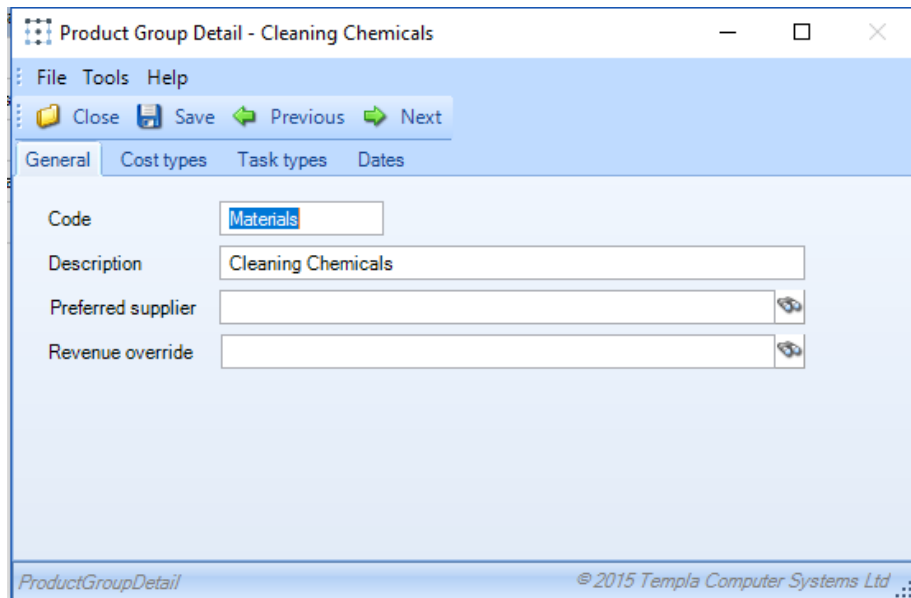 Product Group Detail - Cleaning Chemicals
File Tools Help
Close Save Previous Next
General Cost types Task types Dates
Code Materials
Description Cleaning Chemicals
Preferred supplier
Revenue override
ProductGroupDetail © 2015 Templa Computer Systems Ltd